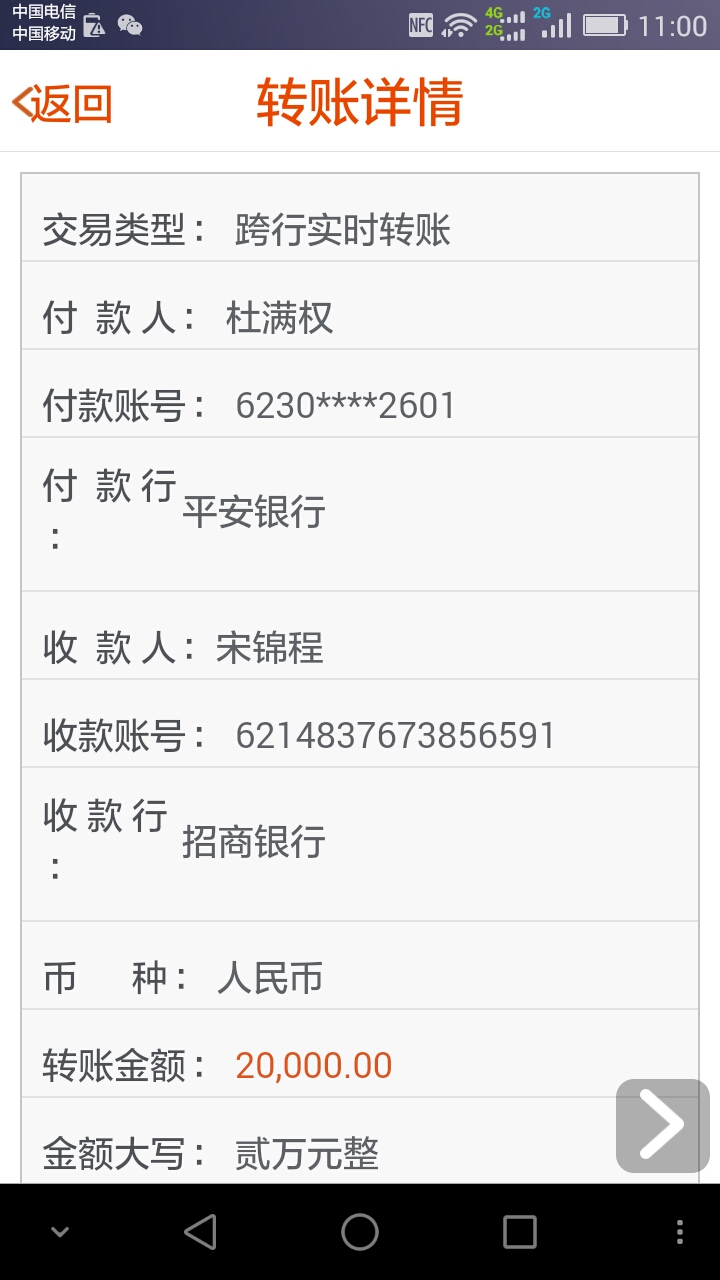 中国电信
中国移动
NFC 4G 2G 2G 11:00
返回 转账详情
交易类型： 跨行实时转账
付 款 人： 杜满权
付款账号： 6230****2601
付 款 行： 平安银行
收 款 人： 宋锦程
收款账号： 6214837673856591
收 款 行： 招商银行
币 种： 人民币
转账金额： 20,000.00
金额大写： 贰万元整